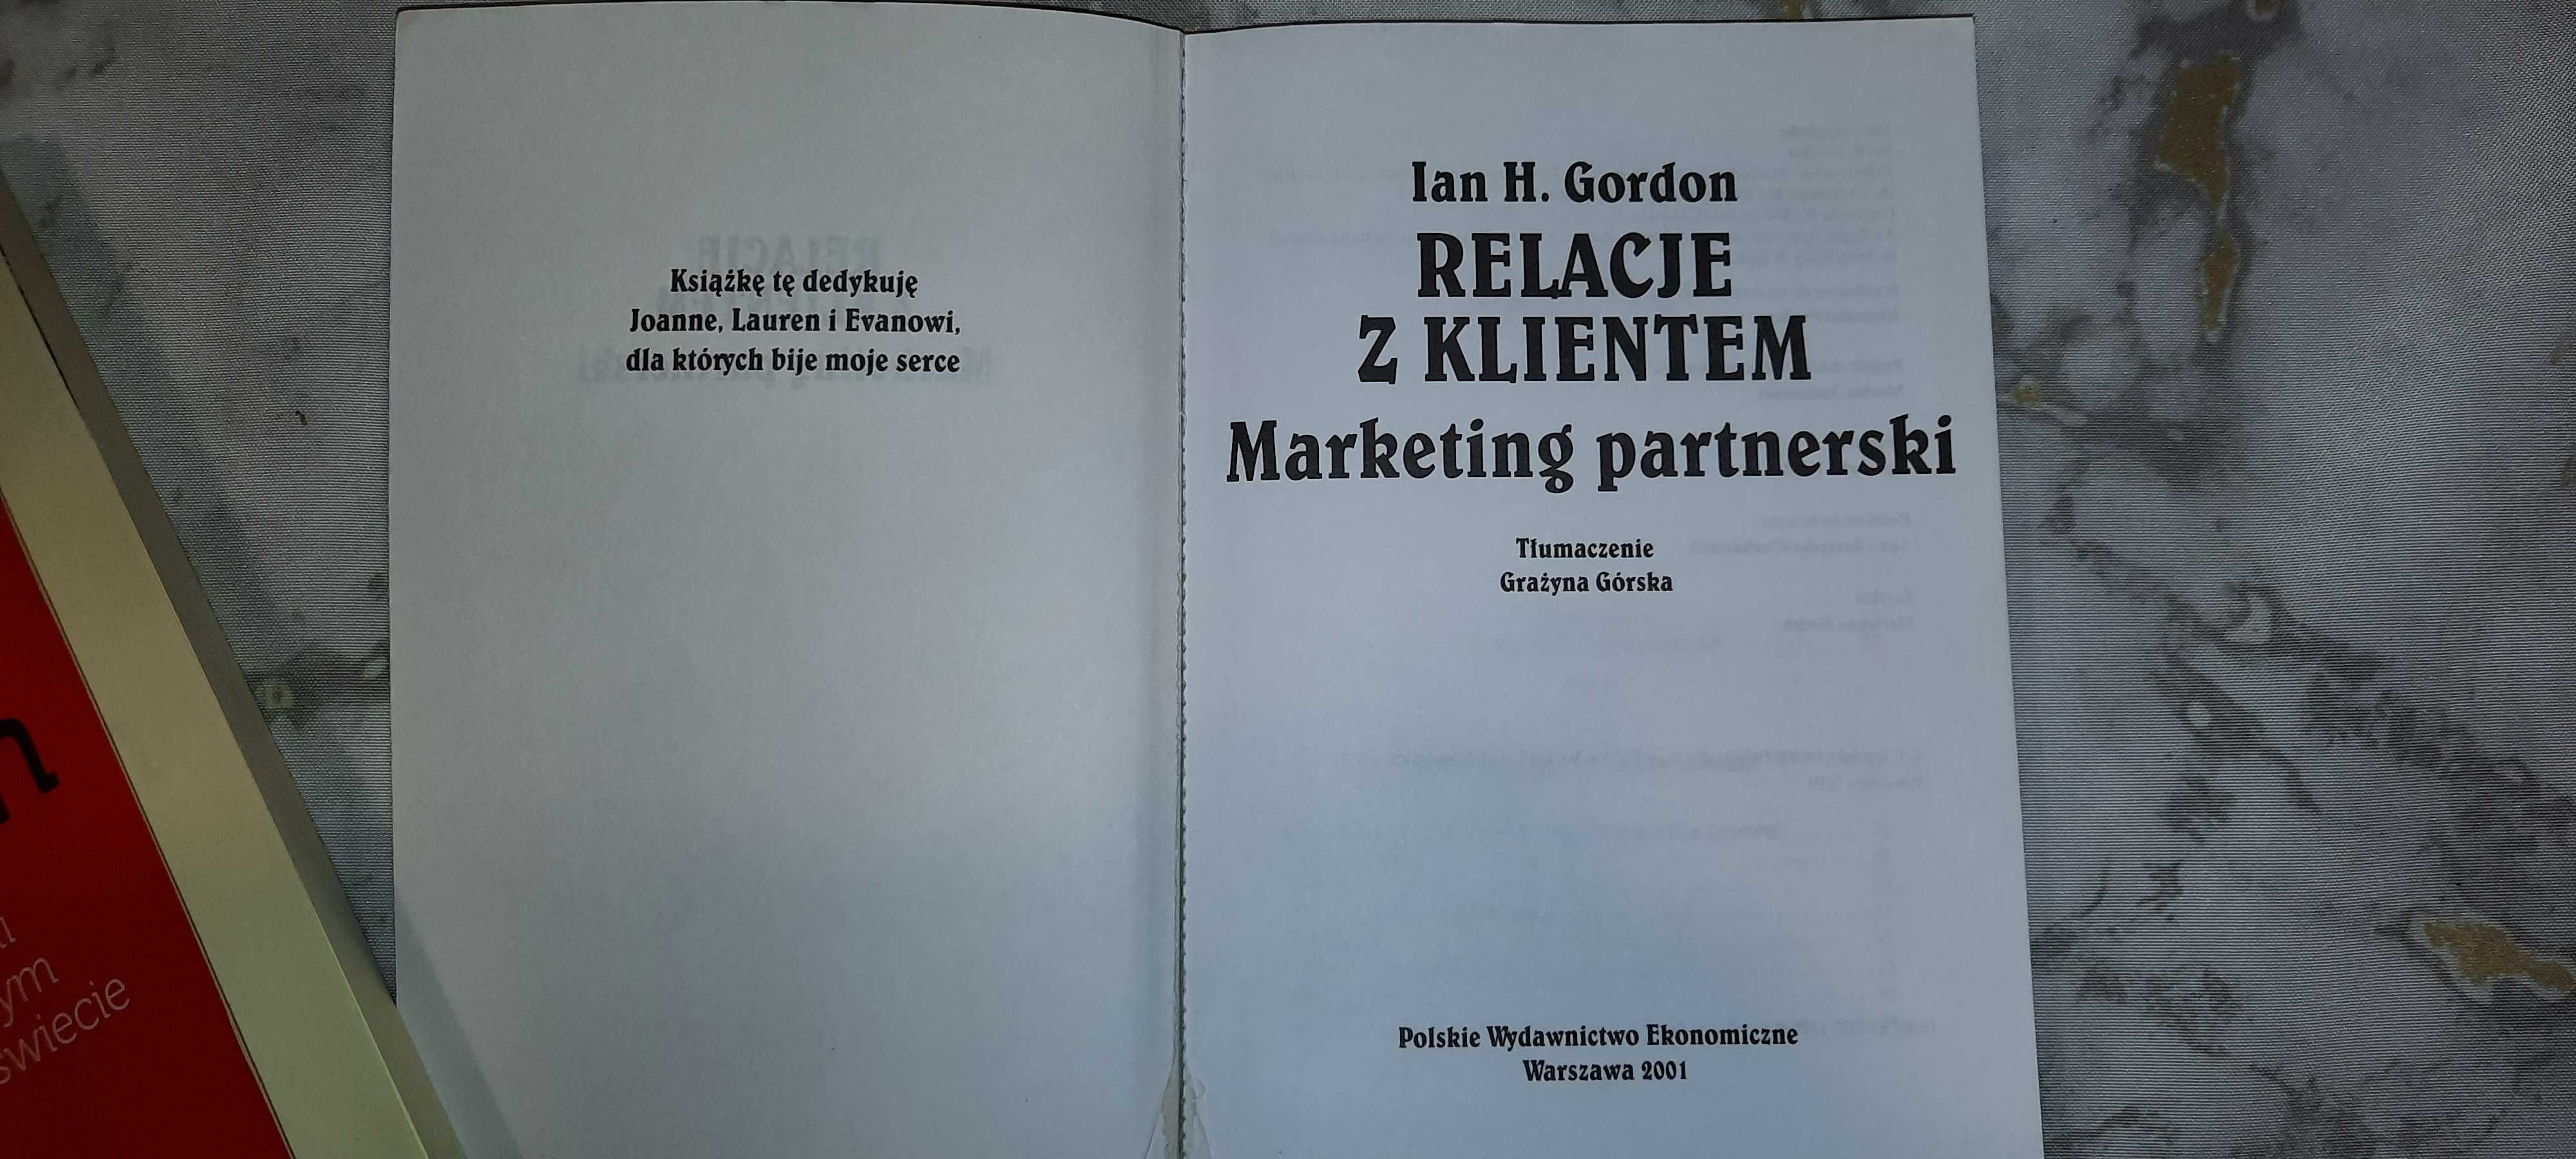 Książkę tę dedykuję
Joanne, Lauren i Evanowi,
dla których bije moje serce
Ian H. Gordon
RELACJE
Z KLIENTEM
Marketing partnerski
Tłumaczenie
Grażyna Górska
Polskie Wydawnictwo Ekonomiczne
Warszawa 2001
świecie